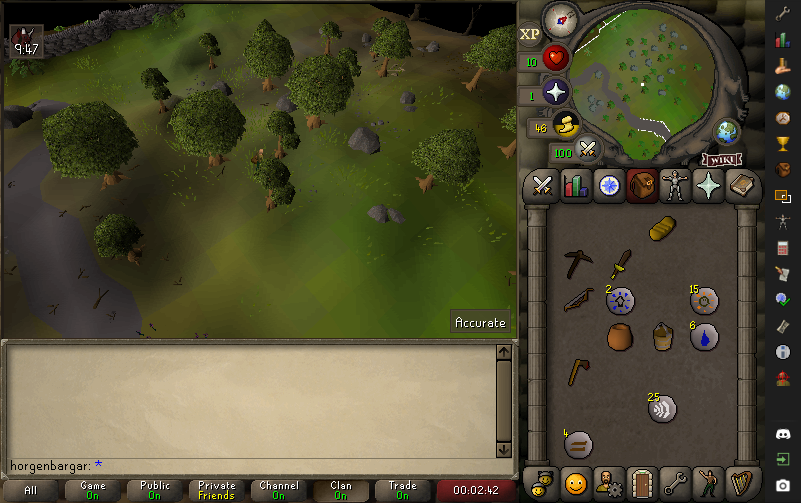 9:47
XP
10
1
46
100
WIKI
Accurate
2
15
6
25
4
horgenbargar: *
All
Game
On
Public
On
Private
Friends
Channel
On
Clan
On
Trade
On
00:02:42